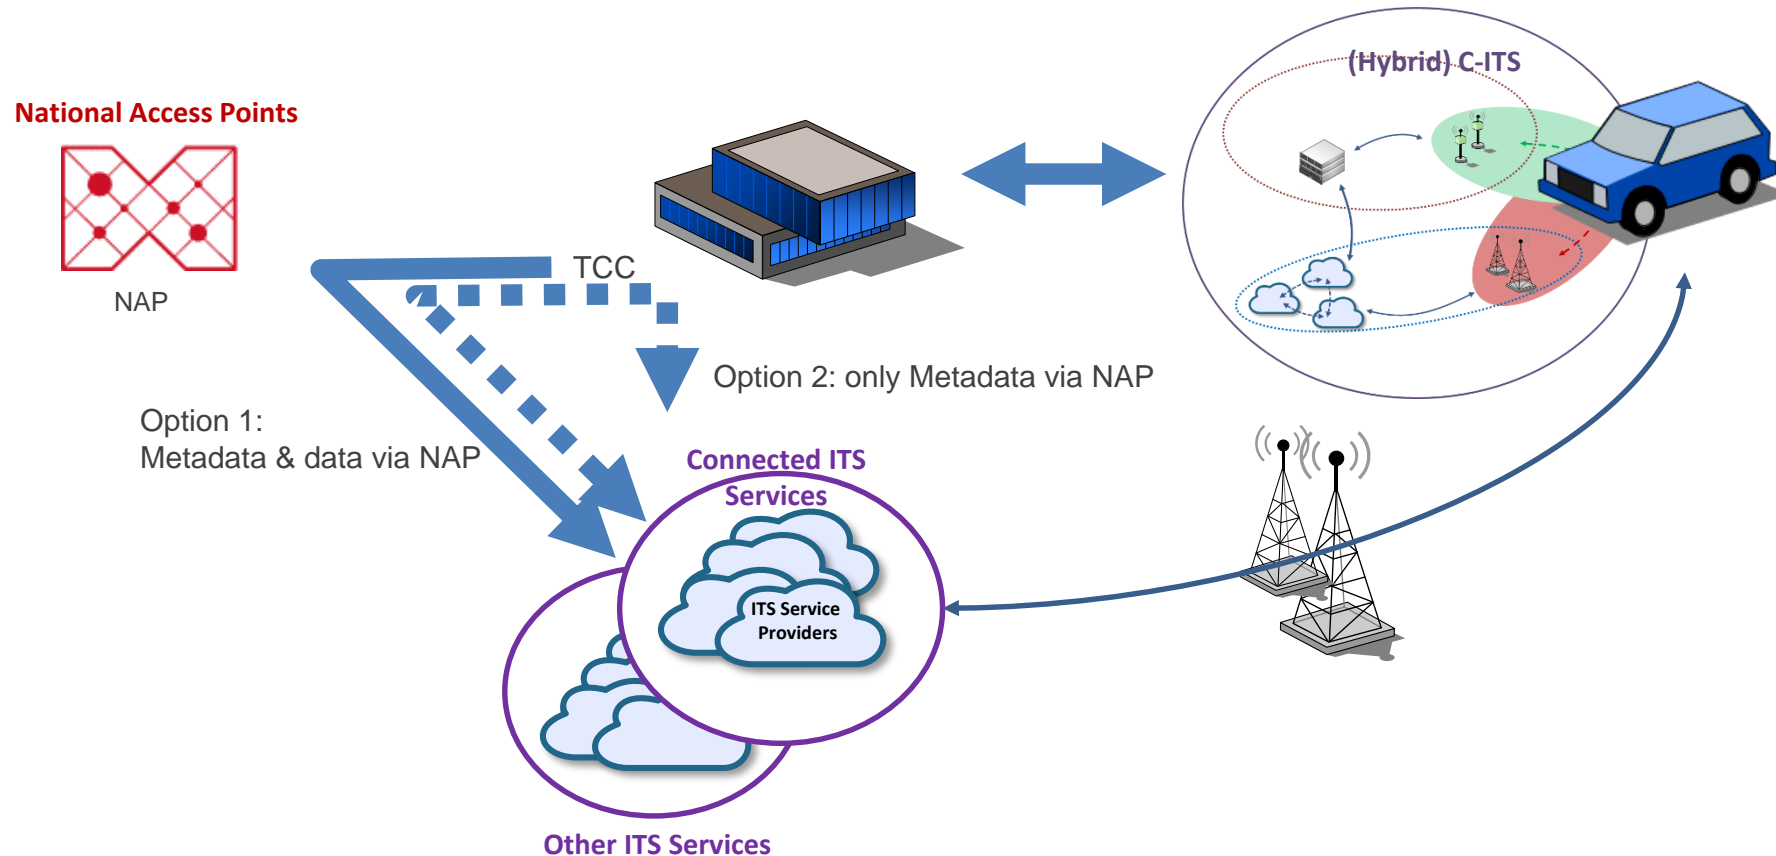 (Hybrid) C-ITS
National Access Points
NAP
TCC
Option 2: only Metadata via NAP
Option 1:
Metadata & data via NAP
Connected ITS
Services
ITS Service
Providers
Other ITS Services